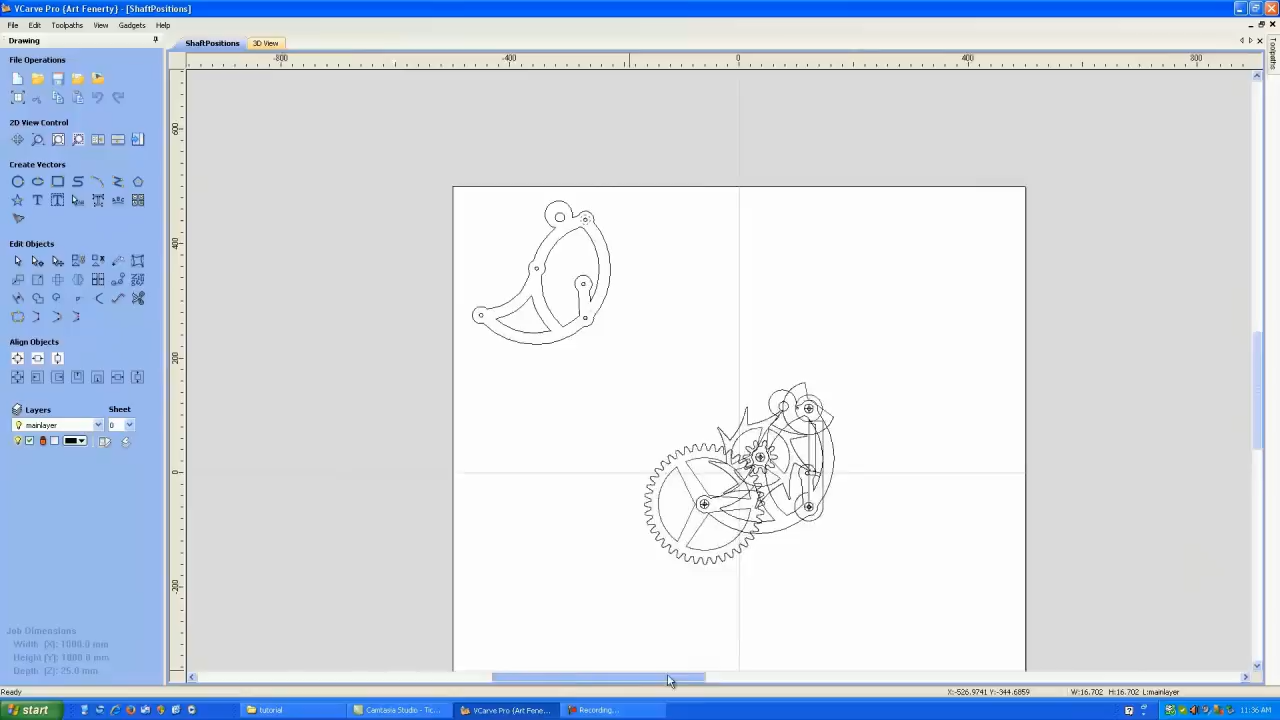 VCarve Pro {Art Fenerty} - [ShaftPositions]
File Edit Toolpaths View Gadgets Help
Drawing
ShaftPositions 3D View
File Operations
-800 -400 0 400 800
2D View Control
600
Create Vectors
400
Edit Objects
200
Align Objects
0
Layers Sheet
mainlayer 0
-200
Job Dimensions
Width (X): 1000.0 mm
Height (Y): 1000.0 mm
Depth (Z): 25.0 mm
Toolpaths
Ready X:-526.9741 Y:-344.6859 W:16.702 H:16.702 L:mainlayer
start tutorial Camtasia Studio - Tic... VCarve Pro {Art Fene... Recording... 11:36 AM